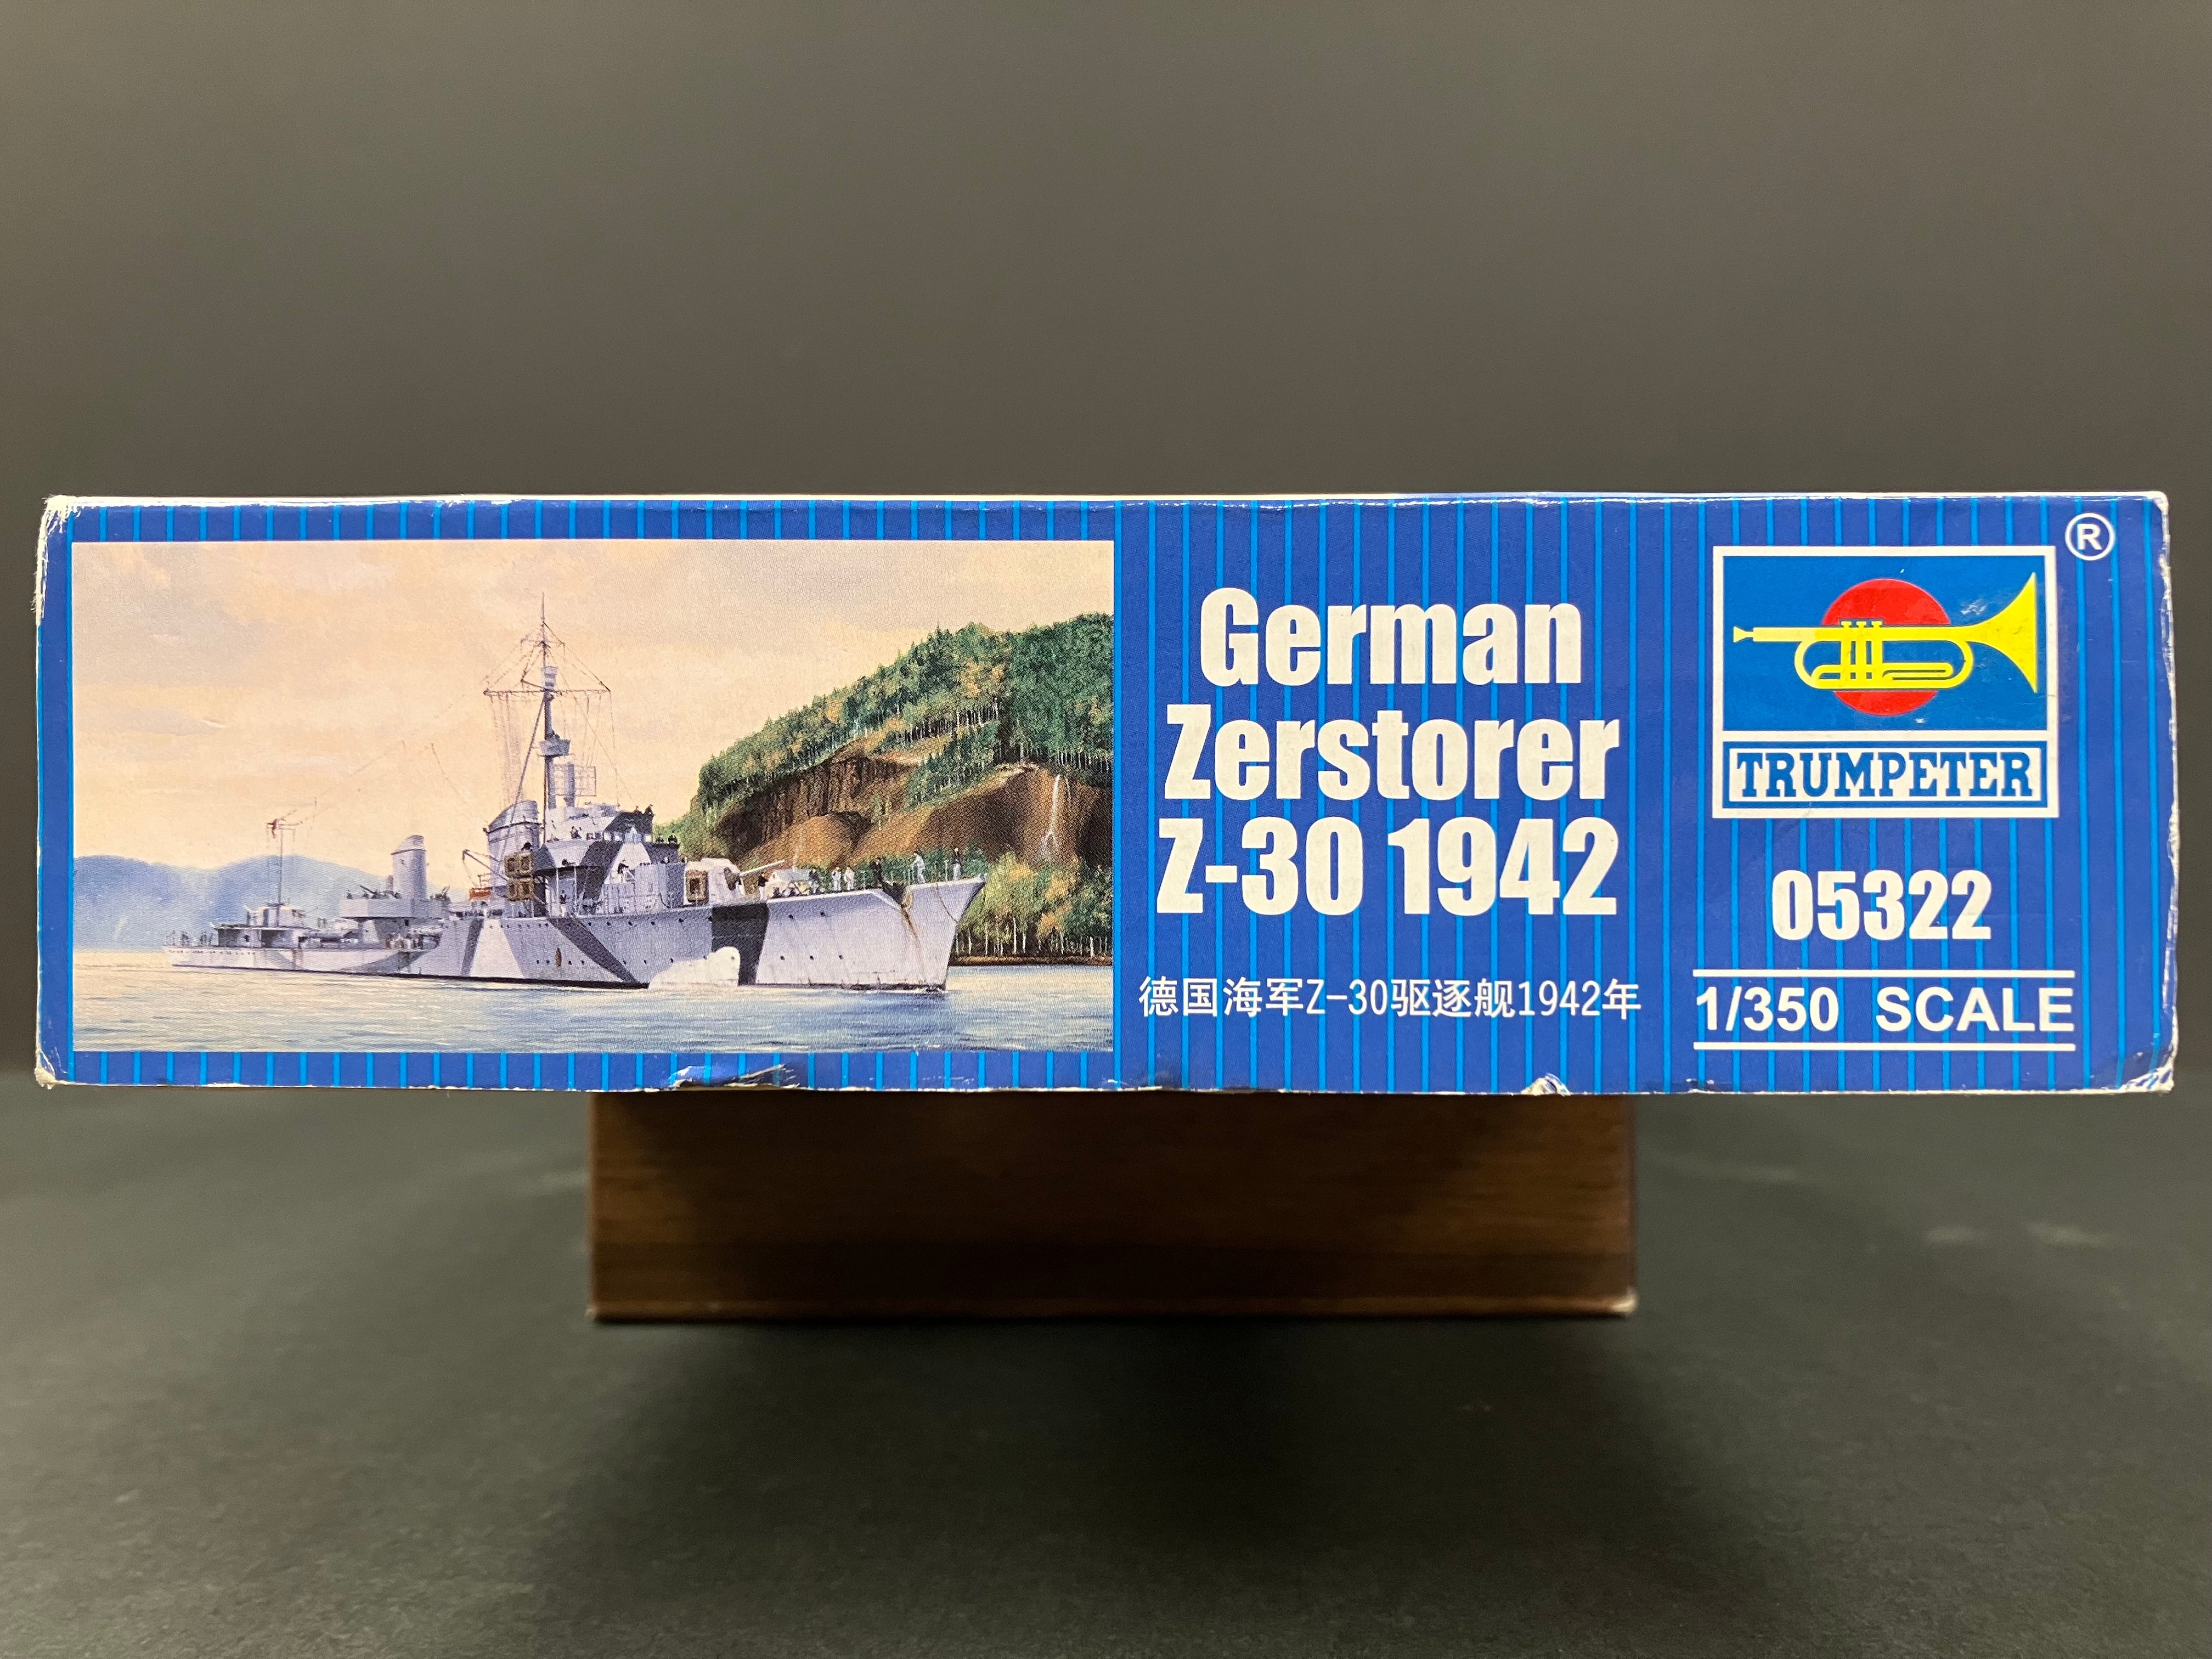 German
Zerstorer
Z-30 1942
德国海军Z-30驱逐舰1942年
®
TRUMPETER
05322
1/350 SCALE